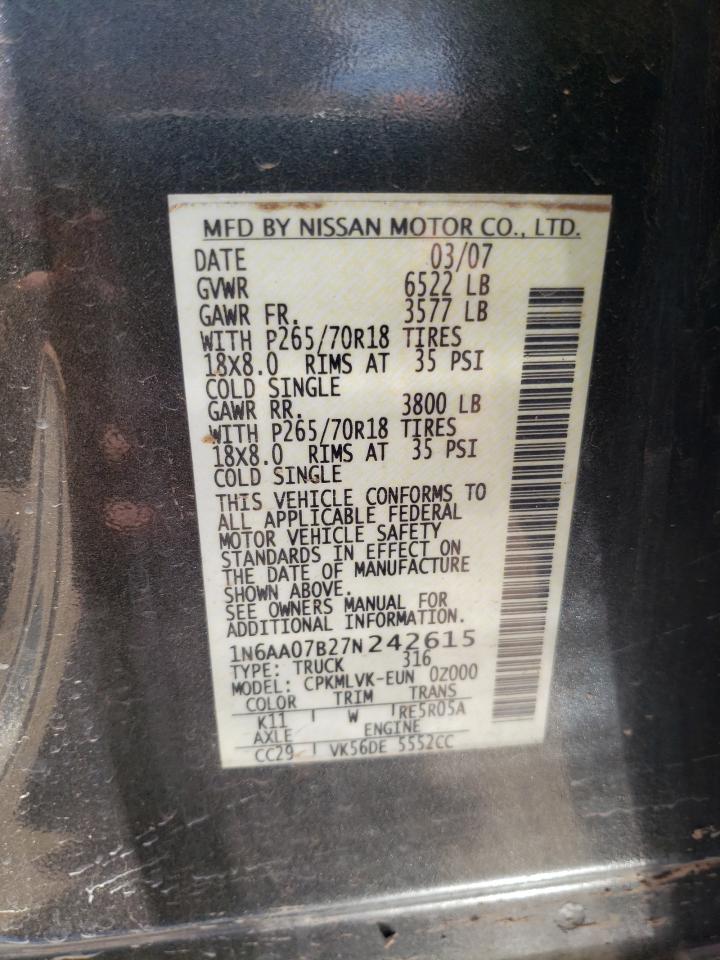 MFD BY NISSAN MOTOR CO., LTD.
DATE 03/07
GVWR 6522 LB
GAWR FR. 3577 LB
WITH P265/70R18 TIRES
18X8.0 RIMS AT 35 PSI
COLD SINGLE
GAWR RR. 3800 LB
WITH P265/70R18 TIRES
18X8.0 RIMS AT 35 PSI
COLD SINGLE
THIS VEHICLE CONFORMS TO
ALL APPLICABLE FEDERAL
MOTOR VEHICLE SAFETY
STANDARDS IN EFFECT ON
THE DATE OF MANUFACTURE
SHOWN ABOVE.
SEE OWNERS MANUAL FOR
ADDITIONAL INFORMATION.
1N6AA07B27N242615
TYPE: TRUCK 316
MODEL: CPKMLVK-EUN 0Z000
COLOR TRIM TRANS
K11 W RE5R05A
AXLE ENGINE
CC29 VK56DE 5552CC